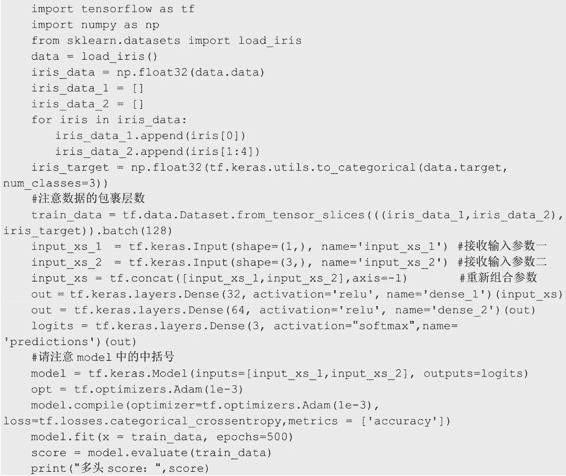 import tensorflow as tf
import numpy as np
from sklearn.datasets import load_iris
data = load_iris()
iris_data = np.float32(data.data)
iris_data_1 = []
iris_data_2 = []
for iris in iris_data:
    iris_data_1.append(iris[0])
    iris_data_2.append(iris[1:4])
iris_target = np.float32(tf.keras.utils.to_categorical(data.target,
num_classes=3))
#注意数据的包裹层数
train_data = tf.data.Dataset.from_tensor_slices(((iris_data_1,iris_data_2),
iris_target)).batch(128)
input_xs_1 = tf.keras.Input(shape=(1,), name='input_xs_1') #接收输入参数一
input_xs_2 = tf.keras.Input(shape=(3,), name='input_xs_2') #接收输入参数二
input_xs = tf.concat([input_xs_1,input_xs_2],axis=-1) #重新组合参数
out = tf.keras.layers.Dense(32, activation='relu', name='dense_1')(input_xs)
out = tf.keras.layers.Dense(64, activation='relu', name='dense_2')(out)
logits = tf.keras.layers.Dense(3, activation="softmax",name=
'predictions')(out)
#请注意 model 中的中括号
model = tf.keras.Model(inputs=[input_xs_1,input_xs_2], outputs=logits)
opt = tf.optimizers.Adam(1e-3)
model.compile(optimizer=tf.optimizers.Adam(1e-3),
loss=tf.losses.categorical_crossentropy,metrics = ['accuracy'])
model.fit(x = train_data, epochs=500)
score = model.evaluate(train_data)
print("多头 score: ",score)